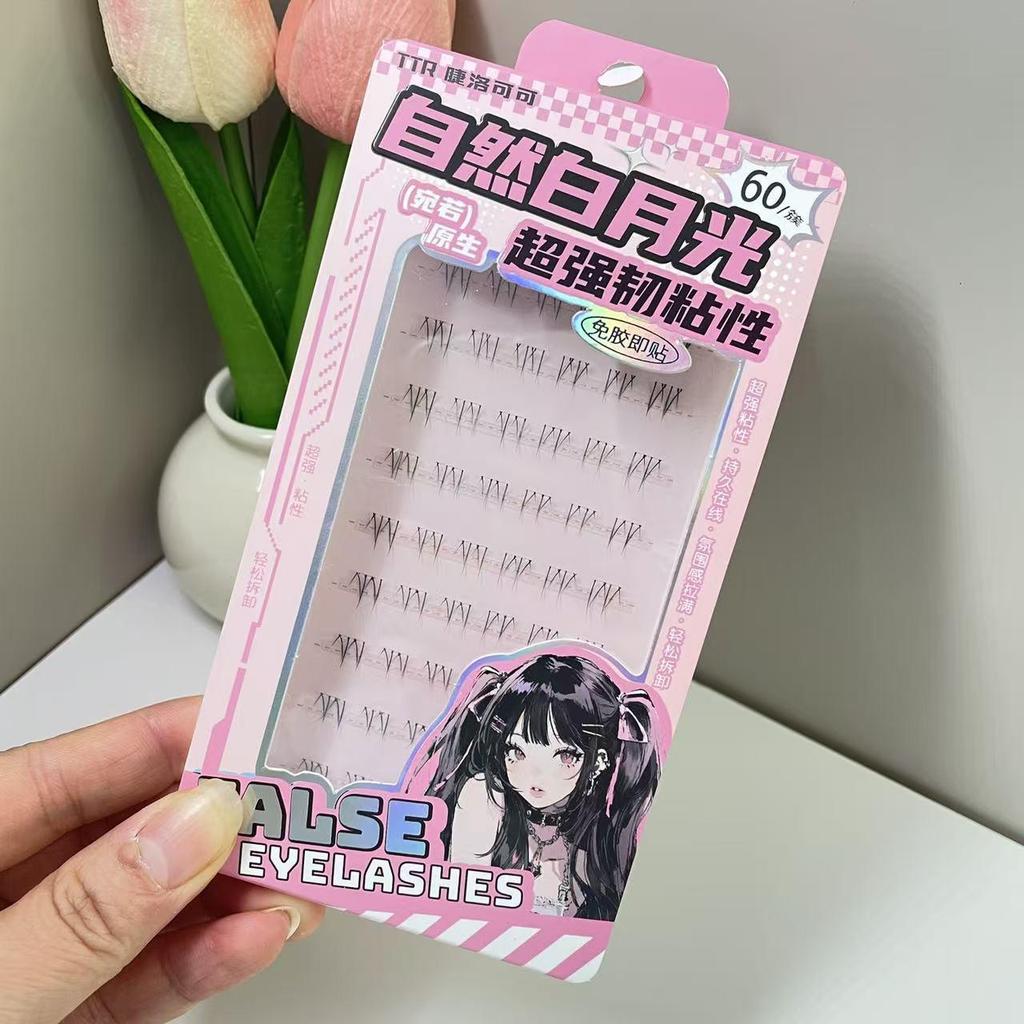 TTR 睫洛可可
自然白月光
60/簇
(宛若)
原生
超强韧粘性
免胶即贴
超强粘性·持久在线·氛围感拉满·轻松拆卸
超强·粘性
轻松拆卸
FALSE
EYELASHES